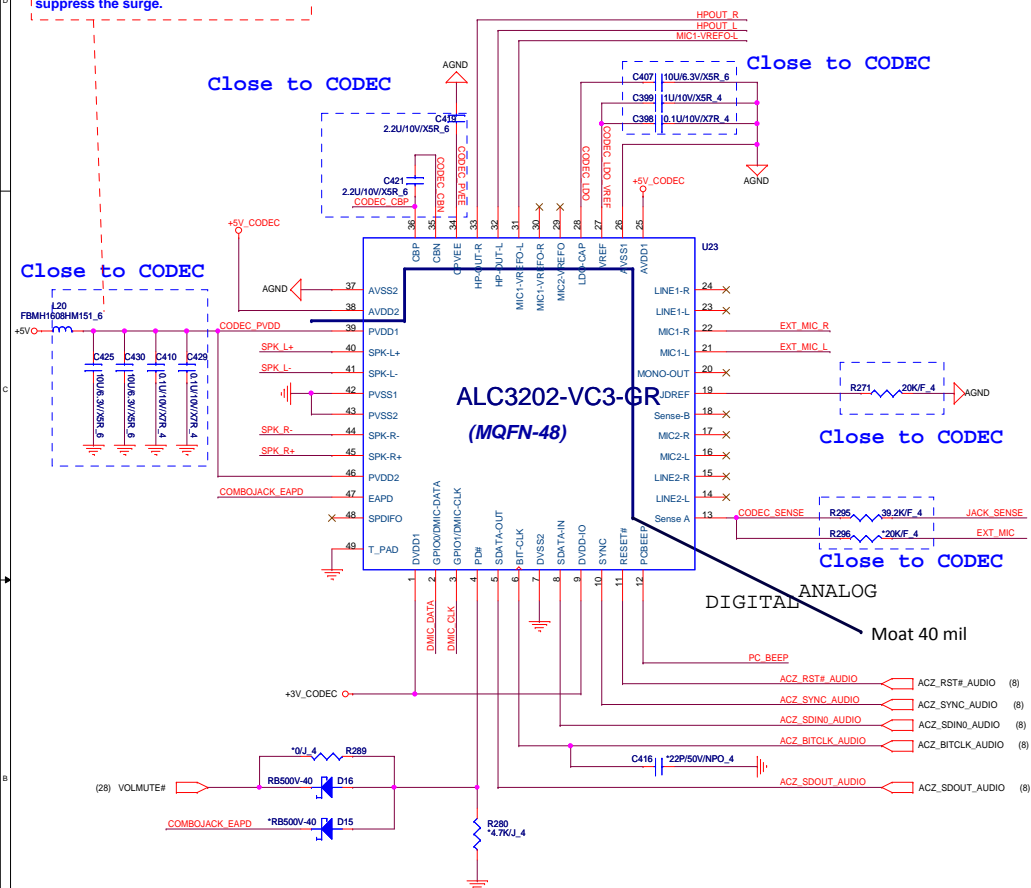 suppress the surge.
HPOUT_R
HPOUT_L
MIC1-VREFO-L
Close to CODEC
AGND
C419
2.2U/10V/X5R_6
CODEC_PVEE
C421
2.2U/10V/X5R_6
CODEC_CBP
CODEC_CBN
Close to CODEC
C407 10U/6.3V/X5R_6
C399 1U/10V/X5R_4
C398 0.1U/10V/X7R_4
CODEC_LDO
CODEC_LDO_VREF
AGND
+5V_CODEC
+5V_CODEC
36 35 34 33 32 31 30 29 28 27 26 25
CBP
CBN
CPVEE
HP-OUT-R
HP-OUT-L
MIC1-VREFO-L
MIC1-VREFO-R
MIC2-VREFO
LDO-CAP
VREF
AVSS1
AVDD1
U23
Close to CODEC
L20
FBMH1608HM151_6
+5V
CODEC_PVDD
C425 C430 C410 C429
10U/6.3V/X5R_6
10U/6.3V/X5R_6
0.1U/10V/X7R_4
0.1U/10V/X7R_4
AGND
37 AVSS2
38 AVDD2
39 PVDD1
SPK_L+ 40 SPK-L+
SPK_L- 41 SPK-L-
42 PVSS1
43 PVSS2
SPK_R- 44 SPK-R-
SPK_R+ 45 SPK-R+
46 PVDD2
COMBOJACK_EAPD 47 EAPD
48 SPDIFO
49 T_PAD
ALC3202-VC3-GR
(MQFN-48)
LINE1-R 24
LINE1-L 23
MIC1-R 22 EXT_MIC_R
MIC1-L 21 EXT_MIC_L
MONO-OUT 20
JDREF 19
Sense-B 18
MIC2-R 17
MIC2-L 16
LINE2-R 15
LINE2-L 14
Sense A 13
R271 20K/F_4
AGND
Close to CODEC
CODEC_SENSE
R295 39.2K/F_4 JACK_SENSE
R296 *20K/F_4 EXT_MIC
Close to CODEC
DVDD1
GPIO0/DMIC-DATA
GPIO1/DMIC-CLK
PD#
SDATA-OUT
BIT-CLK
DVSS2
SDATA-IN
DVDD-IO
SYNC
RESET#
PCBEEP
1 2 3 4 5 6 7 8 9 10 11 12
DMIC_DATA
DMIC_CLK
DIGITAL
ANALOG
Moat 40 mil
PC_BEEP
ACZ_RST#_AUDIO ACZ_RST#_AUDIO (8)
+3V_CODEC
ACZ_SYNC_AUDIO ACZ_SYNC_AUDIO (8)
ACZ_SDIN0_AUDIO ACZ_SDIN0_AUDIO (8)
ACZ_BITCLK_AUDIO ACZ_BITCLK_AUDIO (8)
C416 *22P/50V/NPO_4
ACZ_SDOUT_AUDIO ACZ_SDOUT_AUDIO (8)
*0/J_4 R289
(28) VOLMUTE#
RB500V-40 D16
COMBOJACK_EAPD
*RB500V-40 D15
R280
*4.7K/J_4
D
C
B